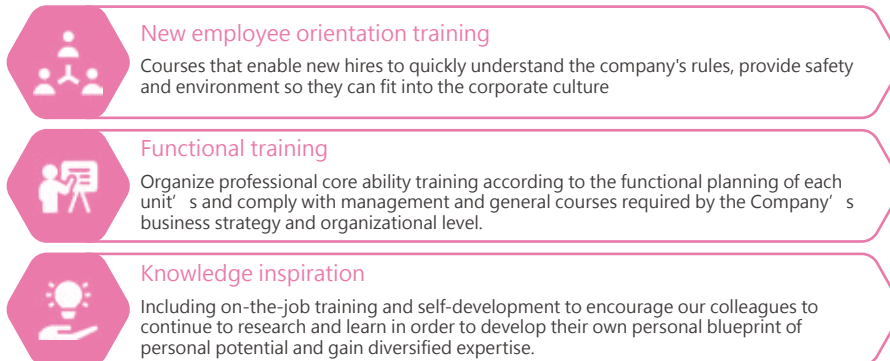 New employee orientation training
Courses that enable new hires to quickly understand the company's rules, provide safety
and environment so they can fit into the corporate culture
Functional training
Organize professional core ability training according to the functional planning of each
unit’ s and comply with management and general courses required by the Company’ s
business strategy and organizational level.
Knowledge inspiration
Including on-the-job training and self-development to encourage our colleagues to
continue to research and learn in order to develop their own personal blueprint of
personal potential and gain diversified expertise.